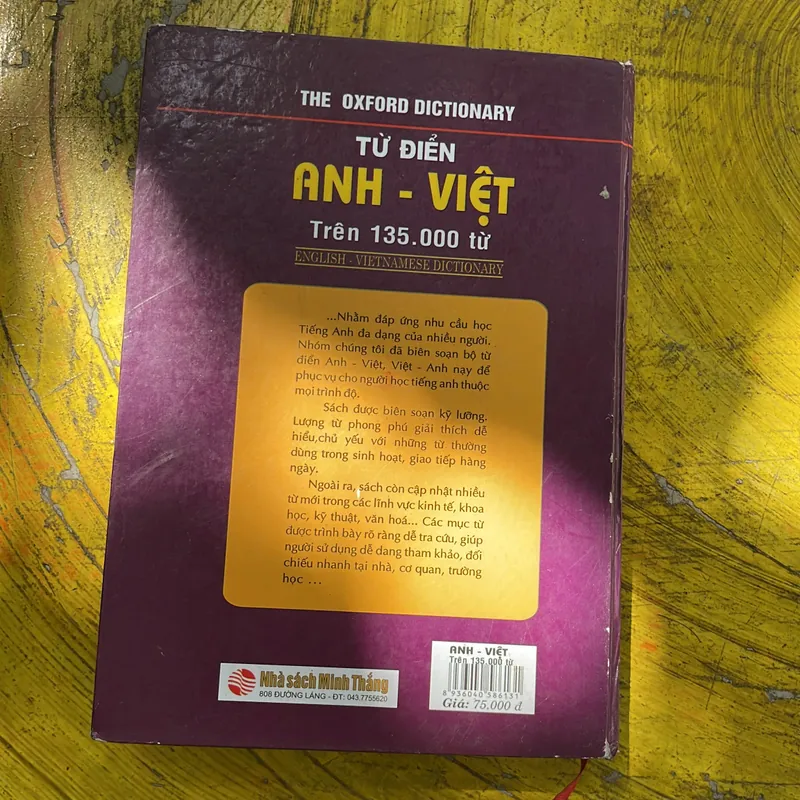 THE OXFORD DICTIONARY
TỪ ĐIỂN
ANH - VIỆT
Trên 135.000 từ
ENGLISH - VIETNAMESE DICTIONARY
...Nhằm đáp ứng nhu cầu học
Tiếng Anh đa dạng của nhiều người.
Nhóm chúng tôi đã biên soạn bộ từ
điển Anh - Việt, Việt - Anh nay để
phục vụ cho người học tiếng anh thuộc
mọi trình độ.
Sách được biên soạn kỹ lưỡng.
Lượng từ phong phú giải thích dễ
hiểu,chủ yếu với những từ thường
dùng trong sinh hoạt, giao tiếp hàng
ngày.
Ngoài ra, sách còn cập nhật nhiều
từ mới trong các lĩnh vực kinh tế, khoa
học, kỹ thuật, văn hoá... Các mục từ
được trình bày rõ ràng dễ tra cứu, giúp
người sử dụng dễ dang tham khảo, đối
chiếu nhanh tại nhà, cơ quan, trường
học ...
Nhà sách Minh Thắng
808 ĐƯỜNG LÁNG - ĐT: 043.7755620
ANH - VIỆT
Trên 135.000 từ
8 936040 386131
Giá: 75.000 đ